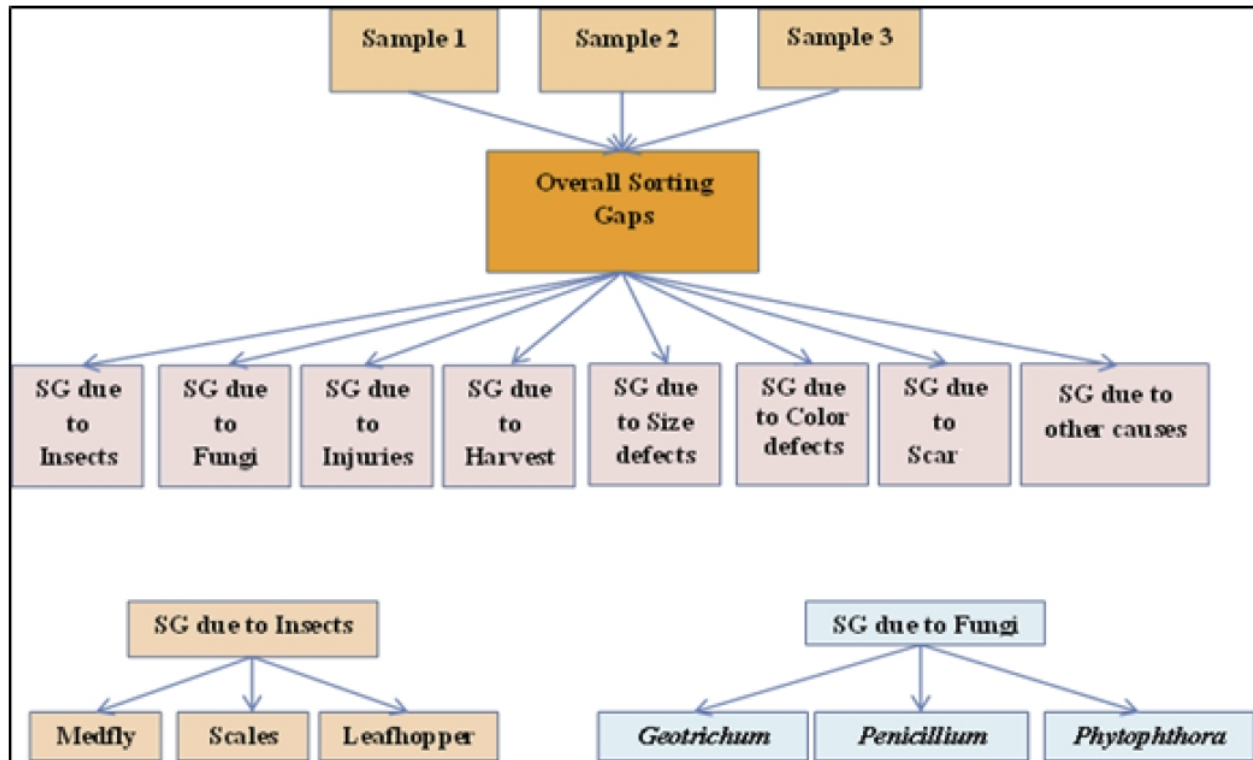 Sample 1
Sample 2
Sample 3
Overall Sorting
Gaps
SG due
to
Insects
SG due
to
Fungi
SG due
to
Injuries
SG due
to
Harvest
SG due
to Size
defects
SG due
to Color
defects
SG due
to
Scar
SG due to
other causes
SG due to Insects
Medfly
Scales
Leafhopper
SG due to Fungi
Geotrichum
Penicillium
Phytophthora